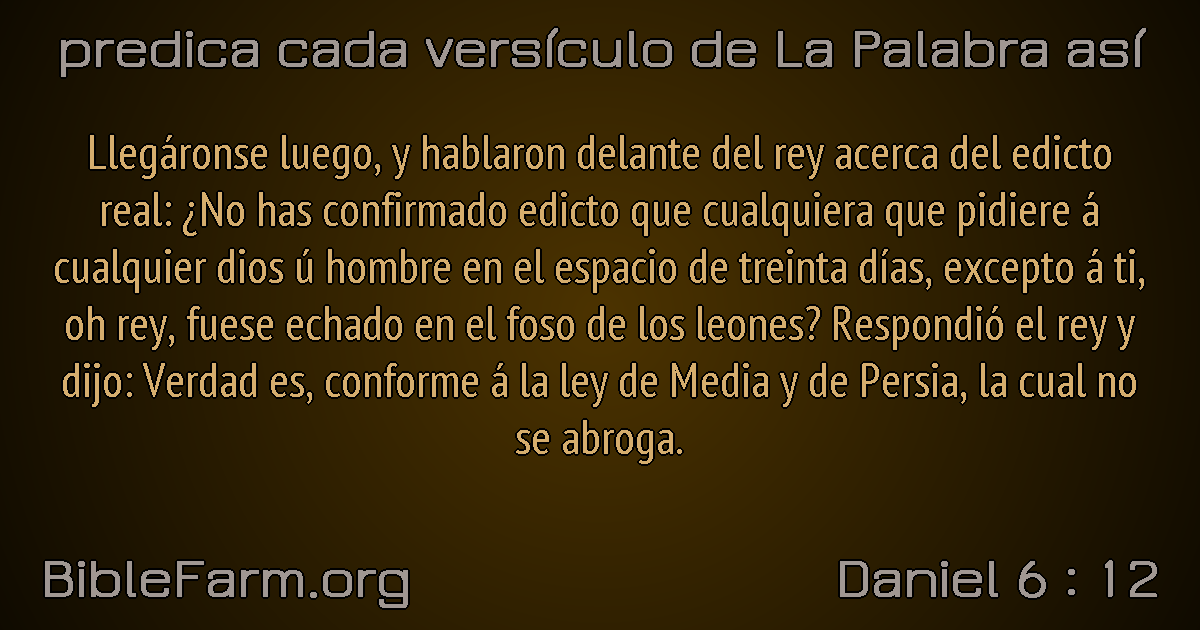 predica cada versículo de La Palabra así
Llegáronse luego, y hablaron delante del rey acerca del edicto
real: ¿No has confirmado edicto que cualquiera que pidiere á
cualquier dios ú hombre en el espacio de treinta días, excepto á ti,
oh rey, fuese echado en el foso de los leones? Respondió el rey y
dijo: Verdad es, conforme á la ley de Media y de Persia, la cual no
se abroga.
BibleFarm.org
Daniel 6 : 12